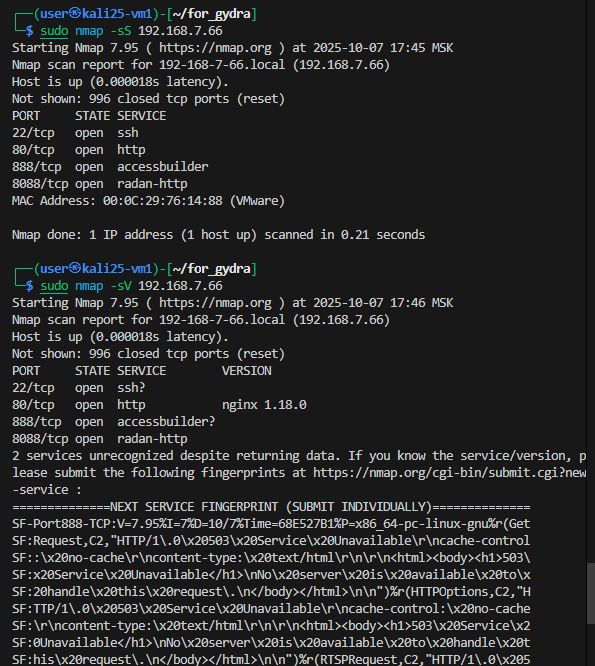 ┌──(user㉿kali25-vm1)-[~/for_gydra]
└─$ sudo nmap -sS 192.168.7.66
Starting Nmap 7.95 ( https://nmap.org ) at 2025-10-07 17:45 MSK
Nmap scan report for 192-168-7-66.local (192.168.7.66)
Host is up (0.000018s latency).
Not shown: 996 closed tcp ports (reset)
PORT     STATE SERVICE
22/tcp   open  ssh
80/tcp   open  http
888/tcp  open  accessbuilder
8088/tcp open  radan-http
MAC Address: 00:0C:29:76:14:88 (VMware)

Nmap done: 1 IP address (1 host up) scanned in 0.21 seconds

┌──(user㉿kali25-vm1)-[~/for_gydra]
└─$ sudo nmap -sV 192.168.7.66
Starting Nmap 7.95 ( https://nmap.org ) at 2025-10-07 17:46 MSK
Nmap scan report for 192-168-7-66.local (192.168.7.66)
Host is up (0.000018s latency).
Not shown: 996 closed tcp ports (reset)
PORT     STATE SERVICE        VERSION
22/tcp   open  ssh?
80/tcp   open  http           nginx 1.18.0
888/tcp  open  accessbuilder?
8088/tcp open  radan-http
2 services unrecognized despite returning data. If you know the service/version, p
lease submit the following fingerprints at https://nmap.org/cgi-bin/submit.cgi?new
-service :
==============NEXT SERVICE FINGERPRINT (SUBMIT INDIVIDUALLY)==============
SF-Port888-TCP:V=7.95%I=7%D=10/7%Time=68E527B1%P=x86_64-pc-linux-gnu%r(Get
SF:Request,C2,"HTTP/1\.0\x20503\x20Service\x20Unavailable\r\ncache-control
SF::\x20no-cache\r\ncontent-type:\x20text/html\r\n\r\n<html><body><h1>503\
SF:x20Service\x20Unavailable</h1>\nNo\x20server\x20is\x20available\x20to\x
SF:20handle\x20this\x20request\.\n</body></html>\n\n")%r(HTTPOptions,C2,"H
SF:TTP/1\.0\x20503\x20Service\x20Unavailable\r\ncache-control:\x20no-cache
SF:\r\ncontent-type:\x20text/html\r\n\r\n<html><body><h1>503\x20Service\x2
SF:0Unavailable</h1>\nNo\x20server\x20is\x20available\x20to\x20handle\x20t
SF:his\x20request\.\n</body></html>\n\n")%r(RTSPRequest,C2,"HTTP/1\.0\x205